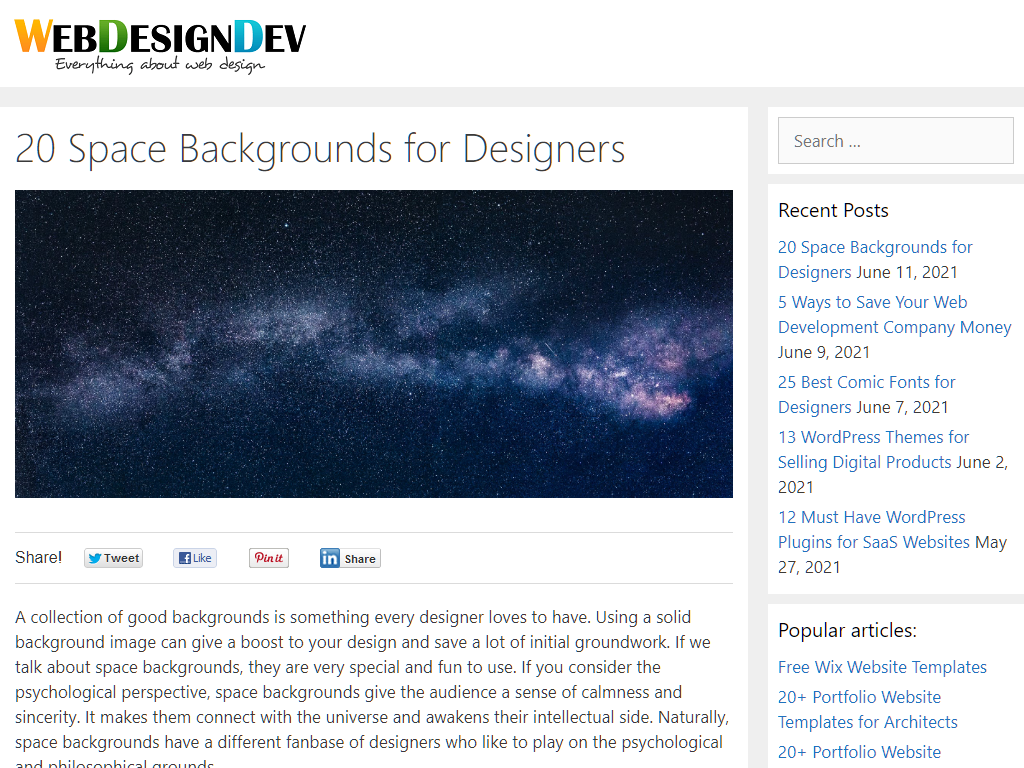 WEBDESIGNDEV
Everything about web design
20 Space Backgrounds for Designers
Share!
Tweet
Like
Pin it
in Share
A collection of good backgrounds is something every designer loves to have. Using a solid
background image can give a boost to your design and save a lot of initial groundwork. If we
talk about space backgrounds, they are very special and fun to use. If you consider the
psychological perspective, space backgrounds give the audience a sense of calmness and
sincerity. It makes them connect with the universe and awakens their intellectual side. Naturally,
space backgrounds have a different fanbase of designers who like to play on the psychological
and philosophical grounds.
Search ...
Recent Posts
20 Space Backgrounds for
Designers June 11, 2021
5 Ways to Save Your Web
Development Company Money
June 9, 2021
25 Best Comic Fonts for
Designers June 7, 2021
13 WordPress Themes for
Selling Digital Products June 2,
2021
12 Must Have WordPress
Plugins for SaaS Websites May
27, 2021
Popular articles:
Free Wix Website Templates
20+ Portfolio Website
Templates for Architects
20+ Portfolio Website